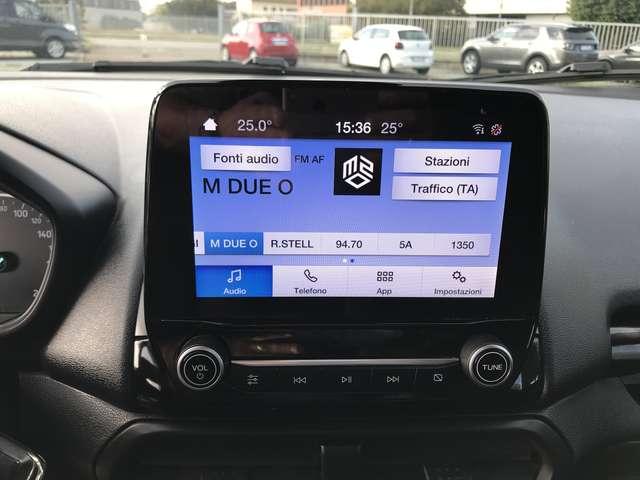 25.0° 15:36 25°
Fonti audio FM AF M2O Stazioni
M DUE O Traffico (TA)
M DUE O R.STELL 94.70 5A 1350
Audio Telefono App Impostazioni
VOL TUNE
100
120
140